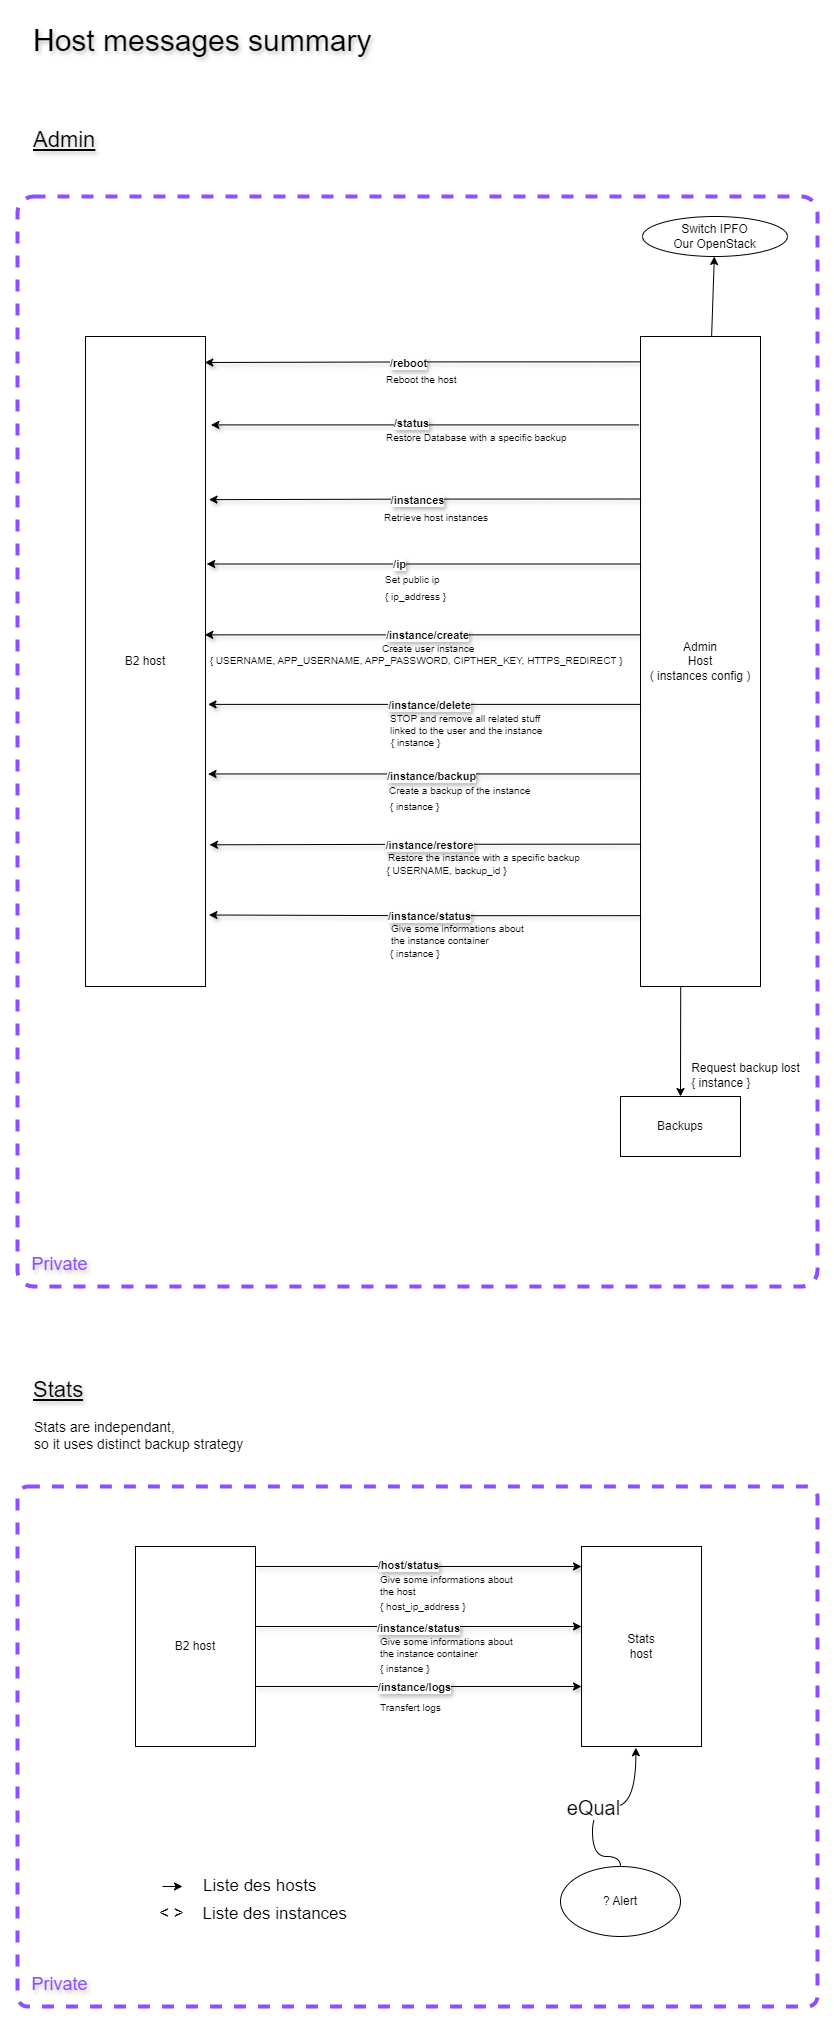 Host messages summary
Admin
Switch IPFO
Our OpenStack
/reboot
Reboot the host
/status
Restore Database with a specific backup
/instances
Retrieve host instances
/ip
Set public ip
{ ip_address }
/instance/create
Create user instance
{ USERNAME, APP_USERNAME, APP_PASSWORD, CIPTHER_KEY, HTTPS_REDIRECT }
B2 host
Admin
Host
( instances config )
/instance/delete
STOP and remove all related stuff
linked to the user and the instance
{ instance }
/instance/backup
Create a backup of the instance
{ instance }
/instance/restore
Restore the instance with a specific backup
{ USERNAME, backup_id }
/instance/status
Give some informations about
the instance container
{ instance }
Request backup lost
{ instance }
Backups
Private
Stats
Stats are independant,
so it uses distinct backup strategy
/host/status
Give some informations about
the host
{ host_ip_address }
/instance/status
Give some informations about
the instance container
{ instance }
B2 host
Stats
host
/instance/logs
Transfert logs
eQual
? Alert
Liste des hosts
< > Liste des instances
Private